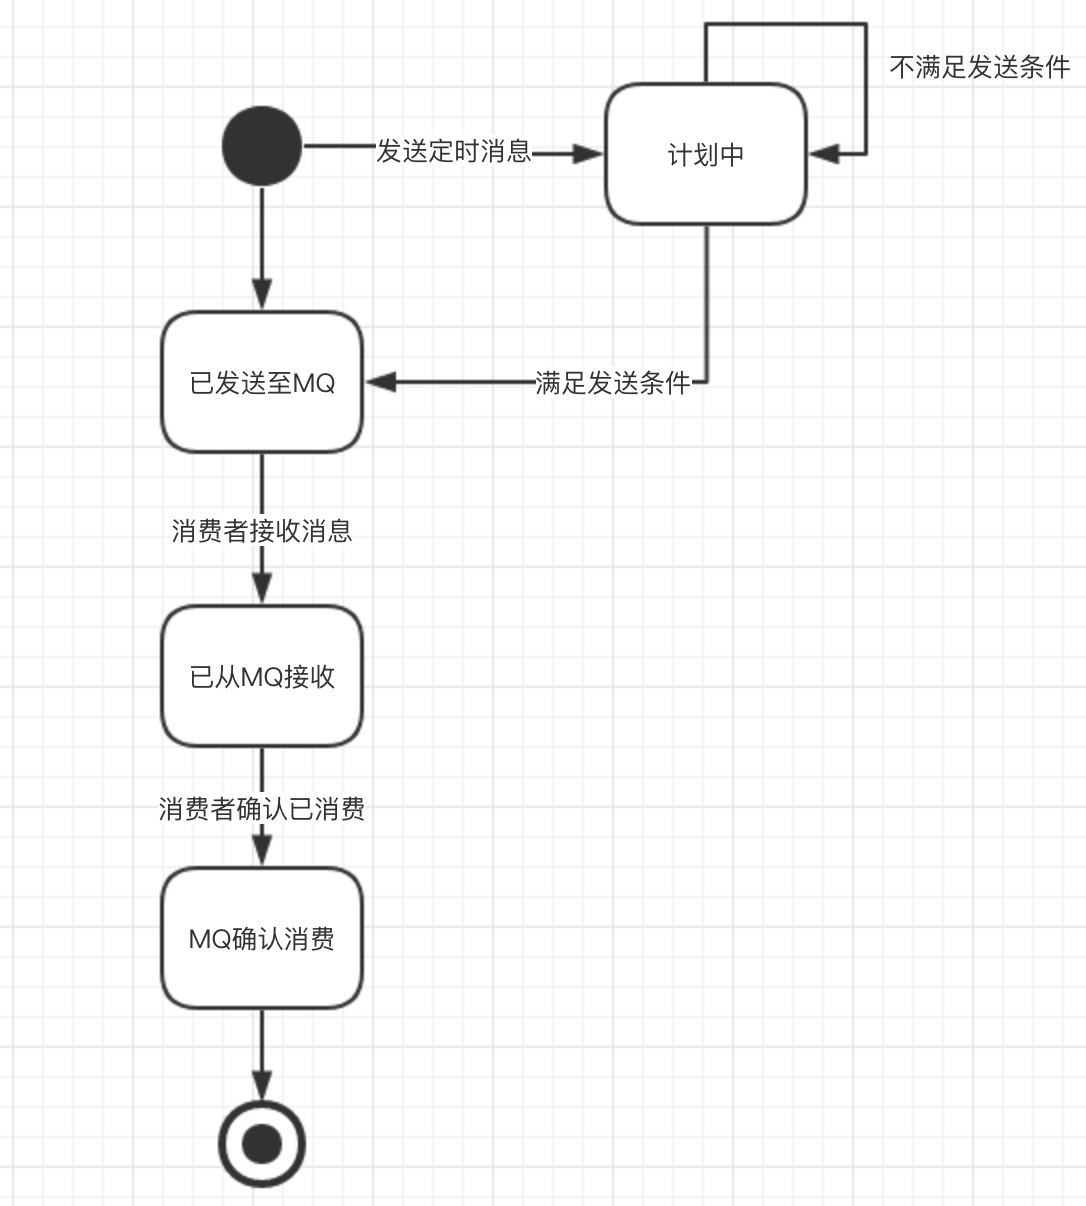 不满足发送条件
发送定时消息
计划中
已发送至MQ
满足发送条件
消费者接收消息
已从MQ接收
消费者确认已消费
MQ确认消费